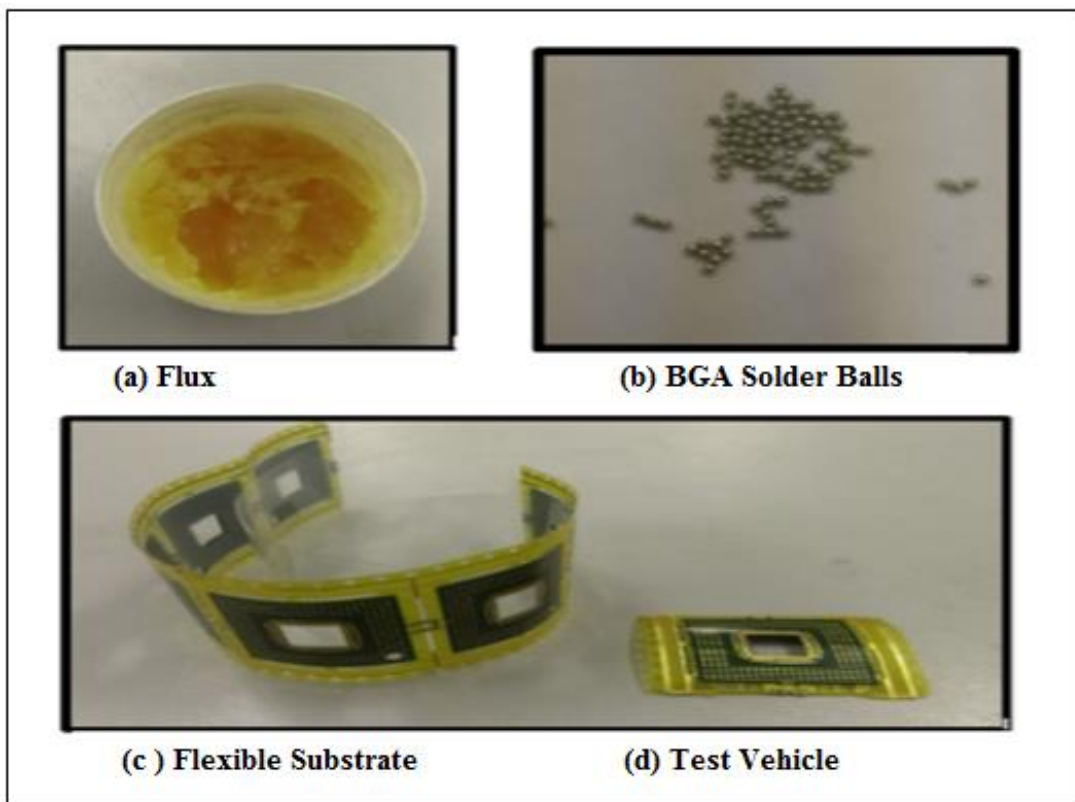 (a) Flux
(b) BGA Solder Balls
(c ) Flexible Substrate
(d) Test Vehicle